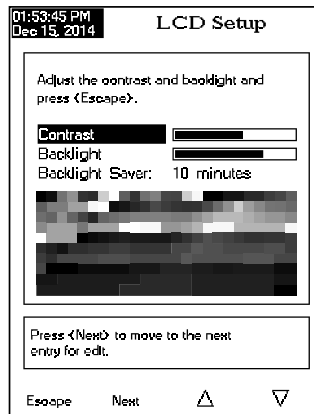 01:53:45 PM
Dec 15, 2014
LCD Setup
Adjust the contrast and backlight and
press <Escape>.
Contrast
Backlight
Backlight Saver: 10 minutes
Press <Next> to move to the next
entry for edit.
Escape Next △ ▽